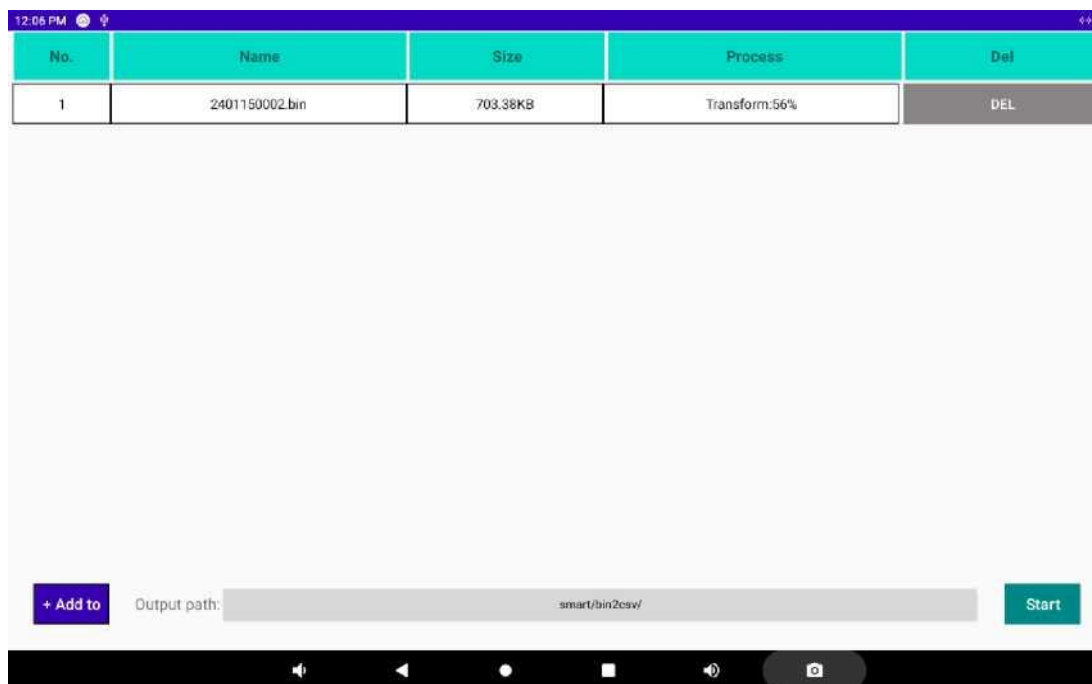 12:06 PM
No. Name Size Process Del
1 2401150002.bin 703.38KB Transform:56% DEL
+ Add to Output path: smart/bin2csv/ Start